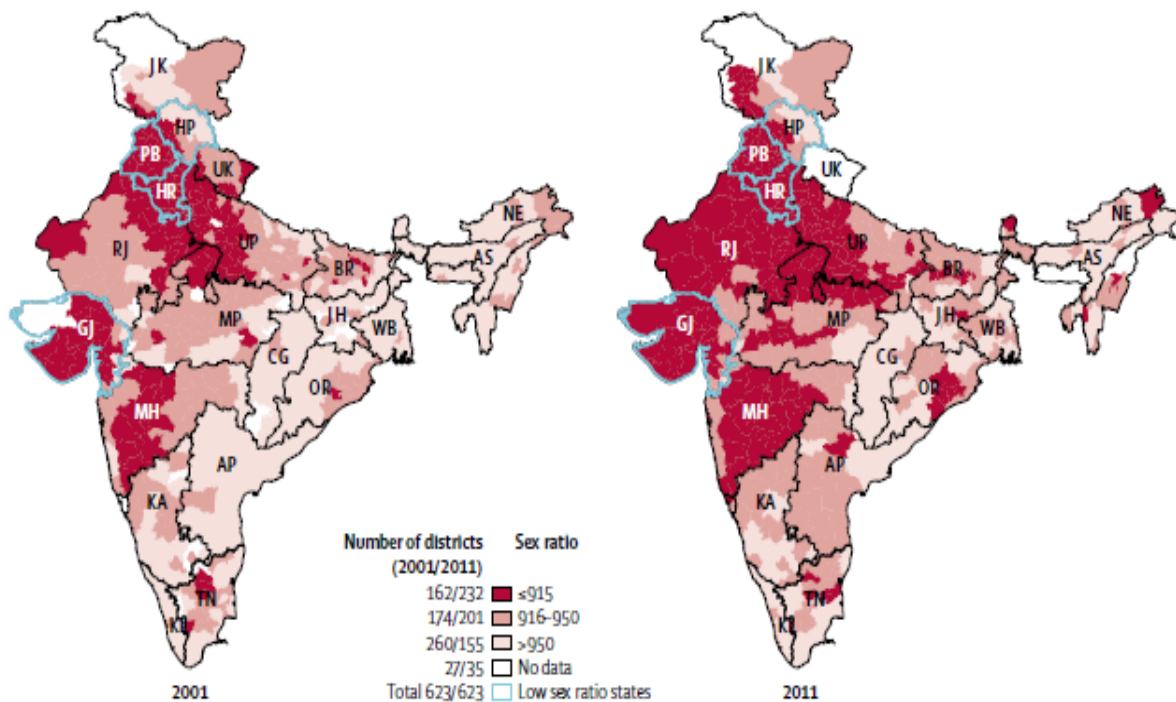 JK
HP
PB
UK
HR
NE
RJ
UP
AS
BR
GJ
MP
JH
WB
CG
OR
MH
AP
KA
TN
KL
2001
Number of districts Sex ratio
(2001/2011)
162/232 ≤915
174/201 916–950
260/155 >950
27/35 No data
Total 623/623 Low sex ratio states
JK
HP
PB
UK
HR
NE
RJ
UP
AS
BR
GJ
MP
JH
WB
CG
OR
MH
AP
KA
TN
KL
2011